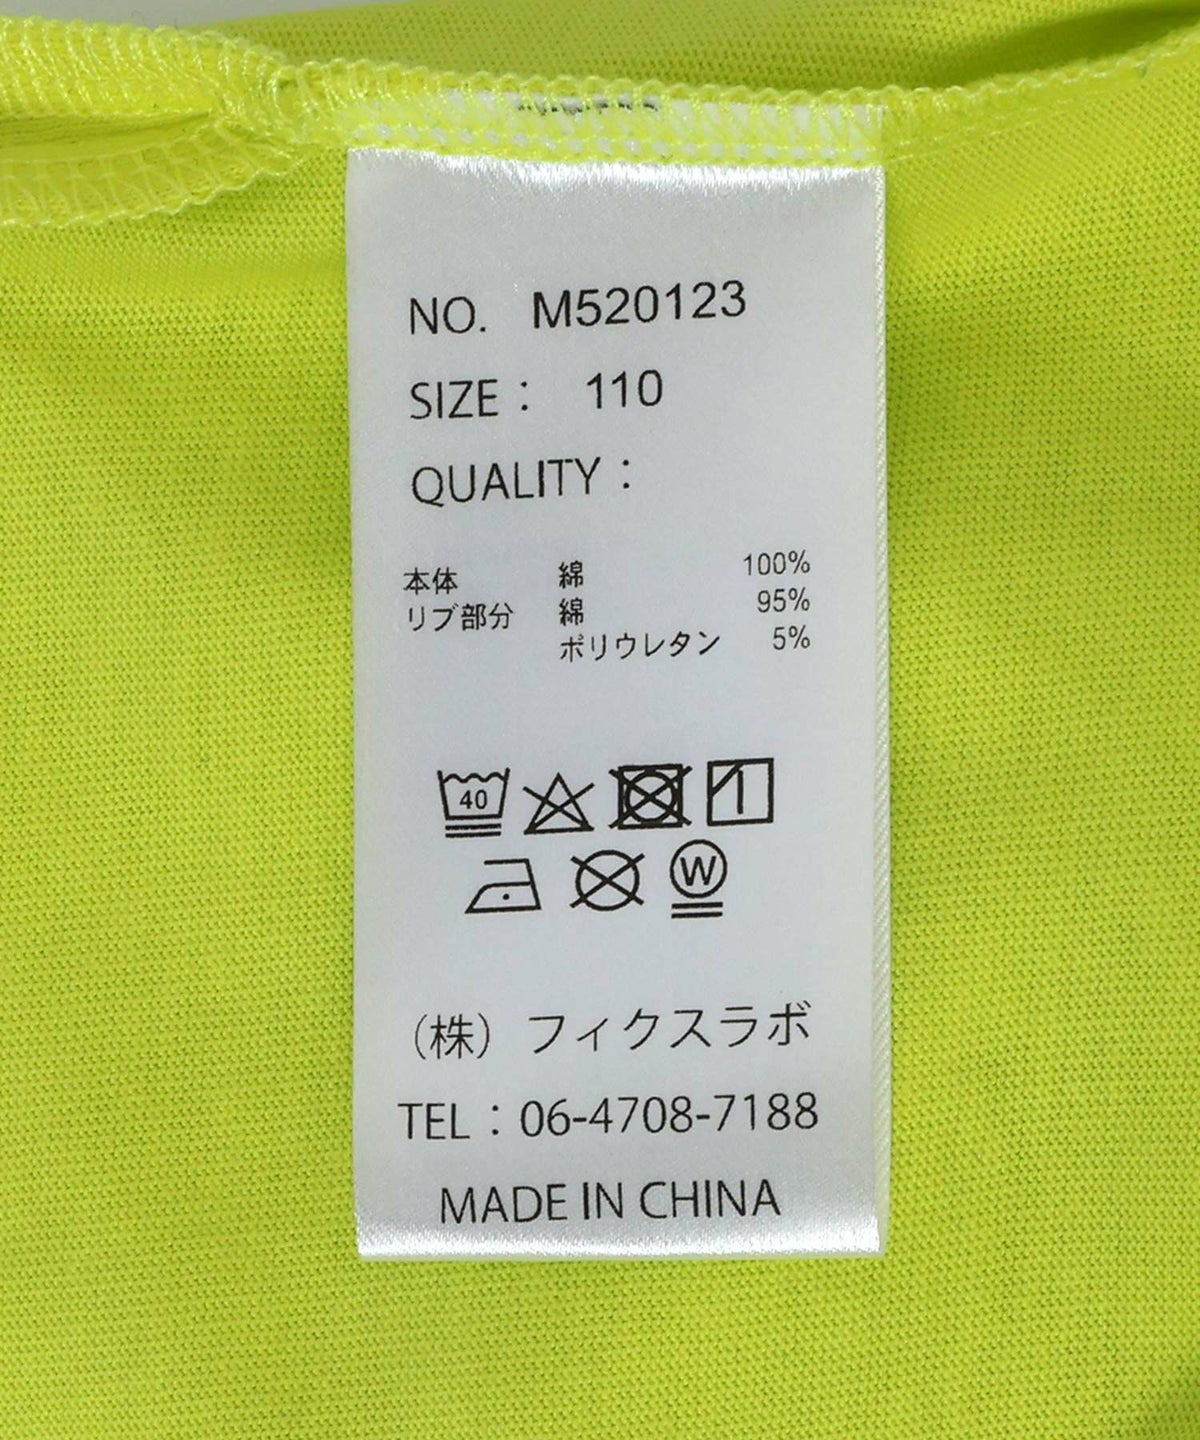 NO. M520123
SIZE： 110
QUALITY：
本体 綿 100%
リブ部分 綿 95%
ポリウレタン 5%
40
W
（株）フィクスラボ
TEL：06-4708-7188
MADE IN CHINA